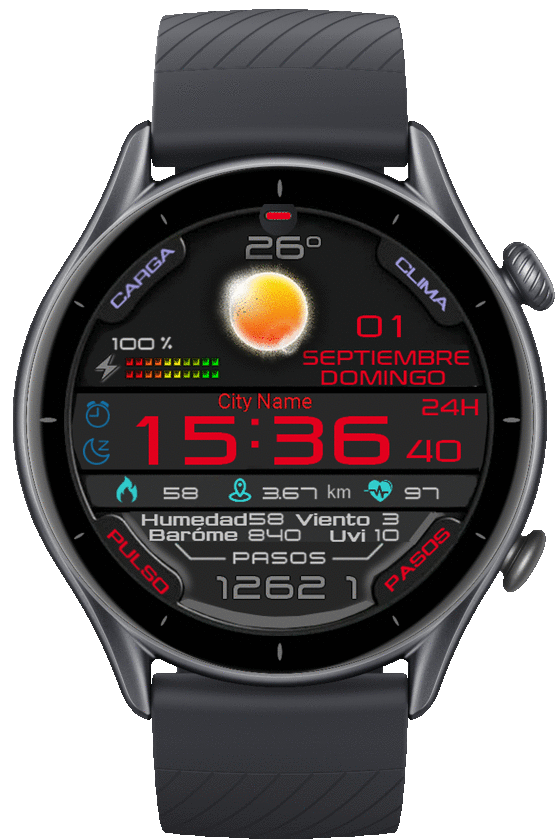 26°
CARGA
CLIMA
01
100 %
SEPTIEMBRE
DOMINGO
City Name
24H
15:36
40
58 3.67 km 97
Humedad58 Viento 3
Baróme 840 Uvi 10
PULSO
PASOS
PASOS
12621